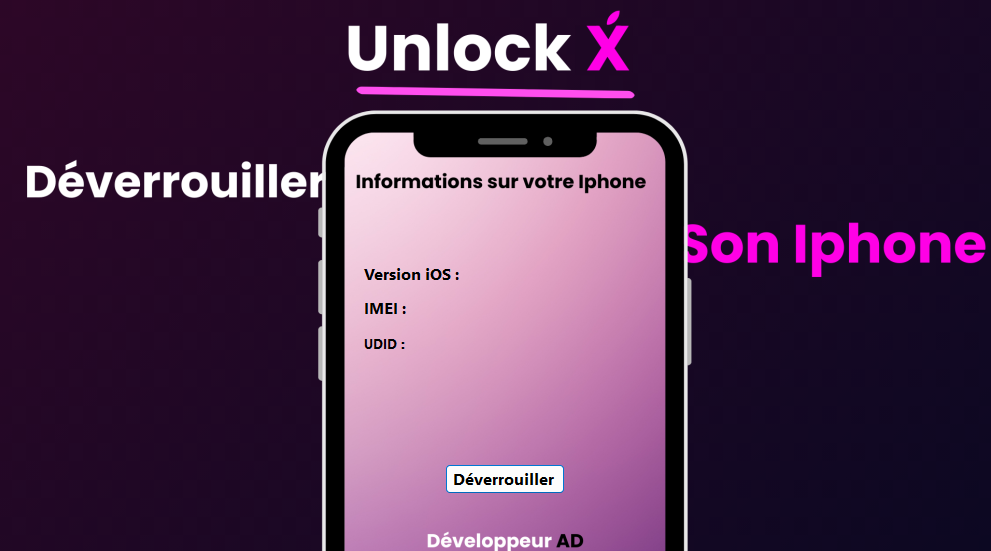 Unlock X
Déverrouiller
Informations sur votre Iphone
Son Iphone
Version iOS :
IMEI :
UDID :
Déverrouiller
Développeur AD